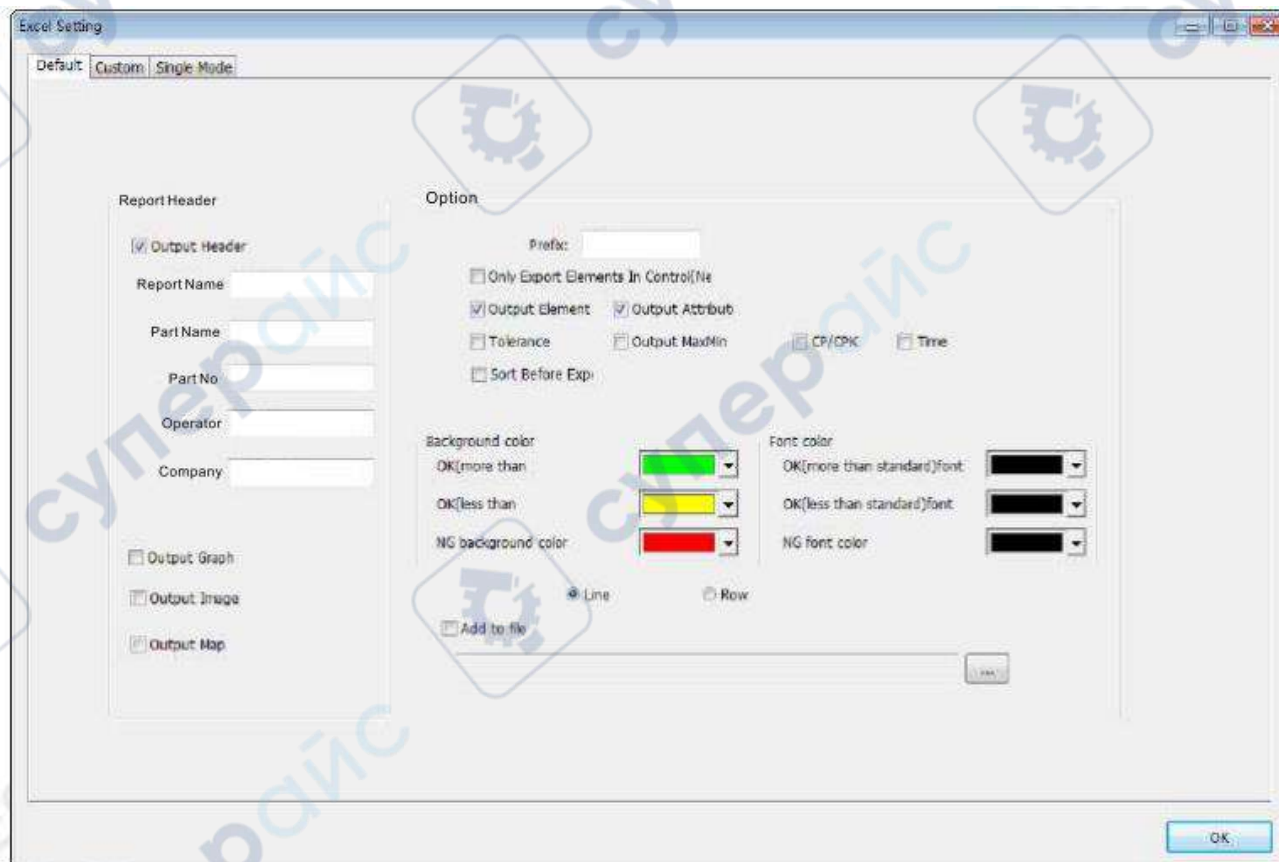 Excel Setting
Default Custom Single Mode
Report Header
Output Header
Report Name
Part Name
Part No
Operator
Company
Output Graph
Output Image
Output Map
Option
Prefix:
Only Export Elements In Control(Ne
Output Element Output Attribut
Tolerance Output MaxMin CP/CPK Time
Sort Before Exp
Background color
OK(more than
OK(less than
NG background color
Font color
OK(more than standard)font
OK(less than standard)font
NG font color
Line Row
Add to file
...
OK
суперайс
суперайс